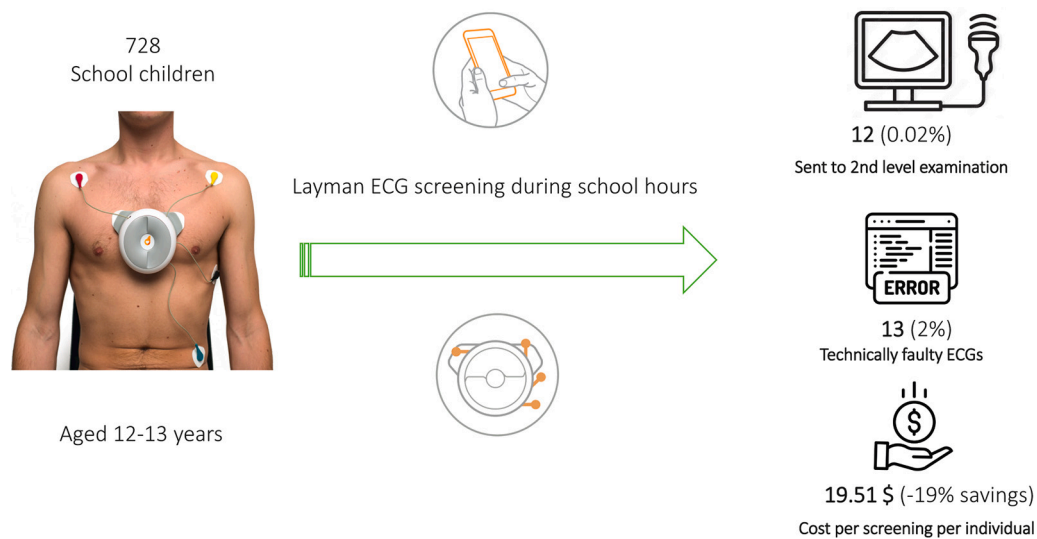 728
School children
Aged 12-13 years
Layman ECG screening during school hours
12 (0.02%)
Sent to 2nd level examination
ERROR
13 (2%)
Technically faulty ECGs
$
19.51 $ (-19% savings)
Cost per screening per individual